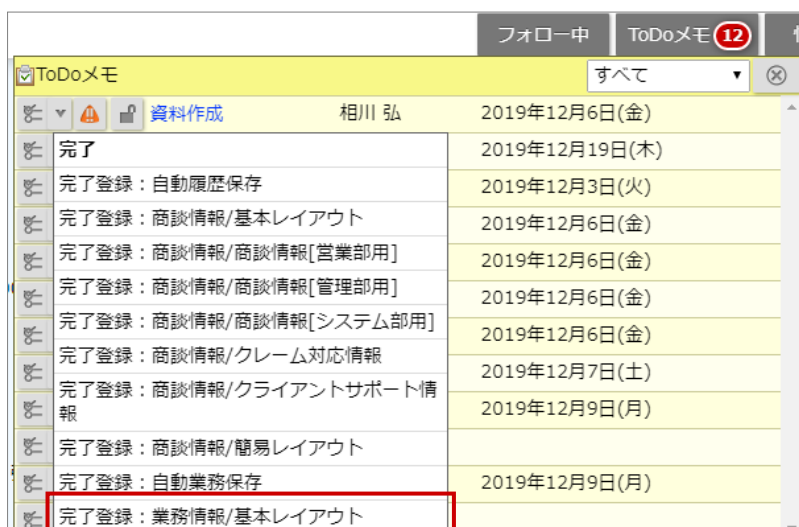 フォロー中 ToDoメモ 12
ToDoメモ すべて
資料作成 相川 弘 2019年12月6日(金)
完了 2019年12月19日(木)
完了登録：自動履歴保存 2019年12月3日(火)
完了登録：商談情報/基本レイアウト 2019年12月6日(金)
完了登録：商談情報/商談情報[営業部用] 2019年12月6日(金)
完了登録：商談情報/商談情報[管理部用] 2019年12月6日(金)
完了登録：商談情報/商談情報[システム部用] 2019年12月6日(金)
完了登録：商談情報/クレーム対応情報 2019年12月7日(土)
完了登録：商談情報/クライアントサポート情
報 2019年12月9日(月)
完了登録：商談情報/簡易レイアウト
完了登録：自動業務保存 2019年12月9日(月)
完了登録：業務情報/基本レイアウト